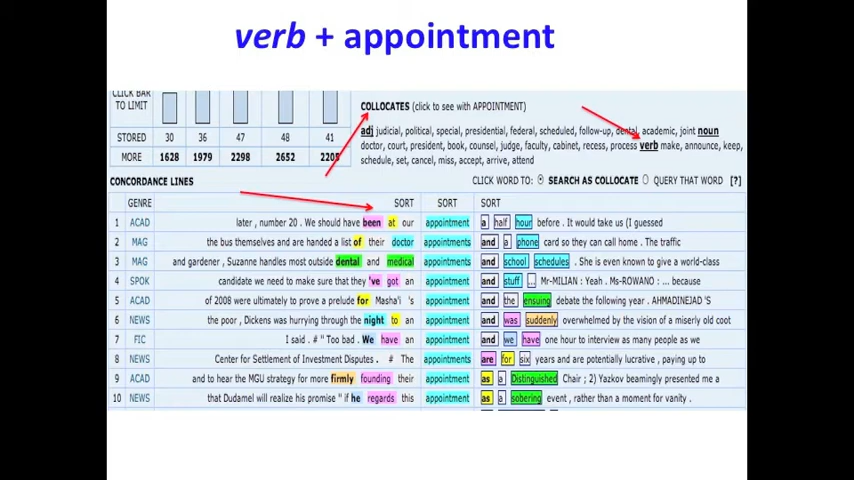 verb + appointment
CLICK BAR
TO LIMIT
COLLOCATES (click to see with APPOINTMENT)
adj judicial, political, special, presidential, federal, scheduled, follow-up, dental, academic, joint noun
STORED 30 36 47 48 41
doctor, court, president, book, counsel, judge, faculty, cabinet, recess, process verb make, announce, keep,
MORE 1628 1979 2298 2652 2205
schedule, set, cancel, miss, accept, arrive, attend
CONCORDANCE LINES CLICK WORD TO: SEARCH AS COLLOCATE QUERY THAT WORD [?]
GENRE SORT SORT SORT
1 ACAD later , number 20 . We should have been at our appointment a half hour before . It would take us (I guessed
2 MAG the bus themselves and are handed a list of their doctor appointments and a phone card so they can call home . The traffic
3 MAG and gardener , Suzanne handles most outside dental and medical appointments and school schedules . She is even known to give a world-class
4 SPOK candidate we need to make sure that they 've got an appointment and stuff ... Mr-MILIAN : Yeah . Ms-ROWANO : ... because
5 ACAD of 2008 were ultimately to prove a prelude for Masha'i 's appointment and the ensuing debate the following year . AHMADINEJAD 'S
6 NEWS the poor , Dickens was hurrying through the night to an appointment and was suddenly overwhelmed by the vision of a miserly old coot
7 FIC I said . # " Too bad . We have an appointment and we have one hour to interview as many people as we
8 NEWS Center for Settlement of Investment Disputes . # The appointments are for six years and are potentially lucrative , paying up to
9 ACAD and to hear the MGU strategy for more firmly founding their appointment as a Distinguished Chair ; 2) Yazkov beamingly presented me a
10 NEWS that Dudamel will realize his promise " if he regards this appointment as a sobering event , rather than a moment for vanity .